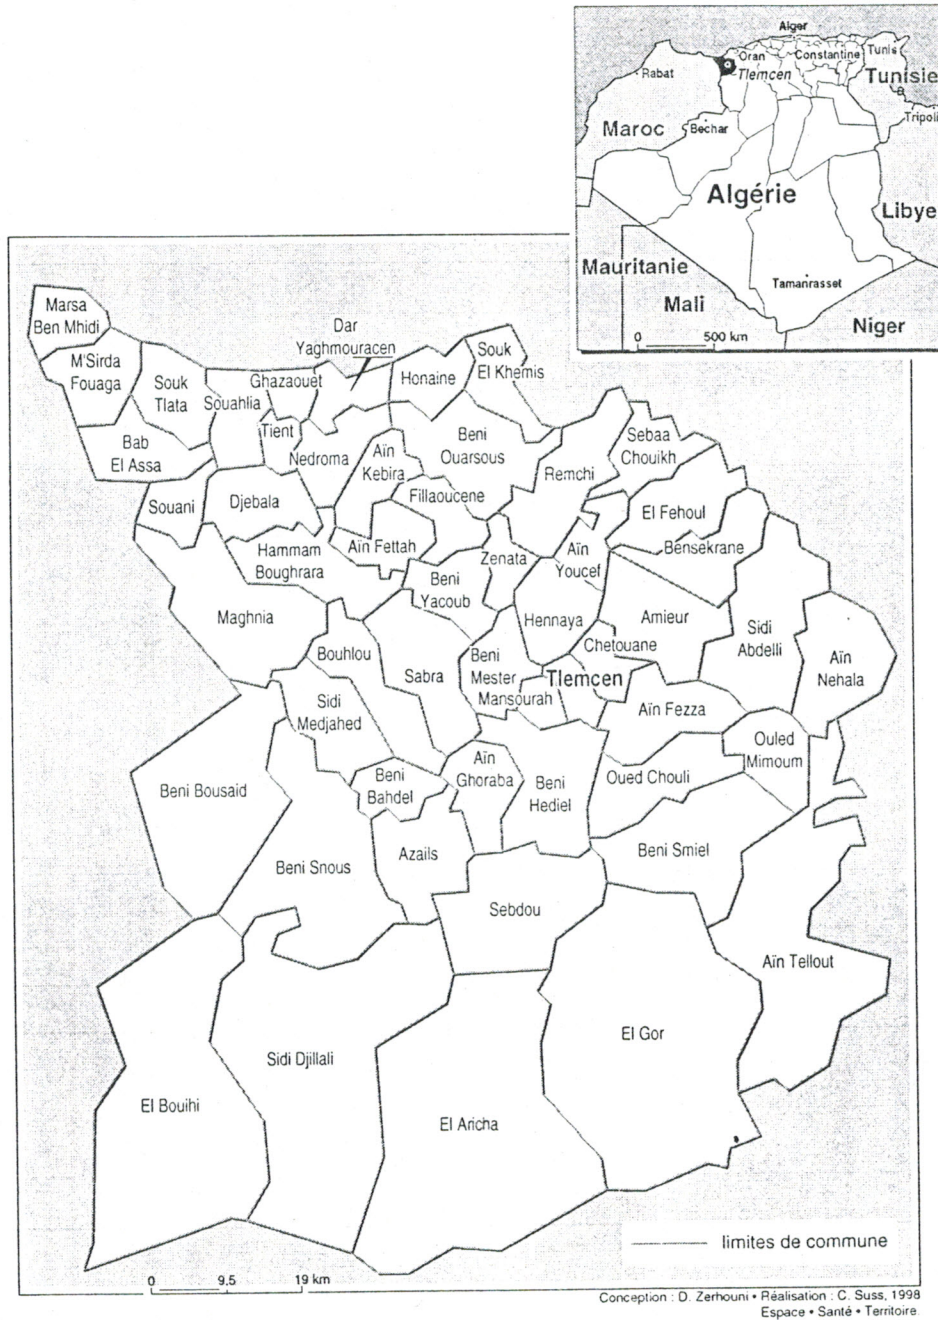 Alger
Oran
Constantine
Tunis
Rabat
Tlemcen
Tunisie
Tripoli
Maroc
Bechar
Algérie
Libye
Mauritanie
Tamanrasset
Mali
0 500 km
Niger
Marsa
Ben Mhidi
Dar
Yaghmouracen
M'Sirda
Fouaga
Souk
Tlata
Souahlia
Ghazaouet
Honaine
Souk
El Khemis
Bab
El Assa
Tient
Nedroma
Aïn
Kebira
Beni
Ouarsous
Sebaa
Chouikh
Remchi
Souani
Djebala
Fillaoucene
El Fehoul
Hammam
Boughrara
Aïn Fettah
Zenata
Aïn
Youcef
Bensekrane
Beni
Yacoub
Maghnia
Hennaya
Amieur
Sidi
Abdelli
Chetouane
Bouhlou
Sabra
Beni
Mester
Mansourah
Tlemcen
Aïn
Nehala
Sidi
Medjahed
Aïn Fezza
Ouled
Mimoum
Beni Bousaid
Beni
Bahdel
Aïn
Ghoraba
Beni
Hediel
Oued Chouli
Beni Snous
Azails
Beni Smiel
Sebdou
Aïn Tellout
El Gor
Sidi Djillali
El Bouihi
El Aricha
limites de commune
0 9.5 19 km
Conception : D. Zerhouni • Réalisation : C. Suss, 1998
Espace • Santé • Territoire.